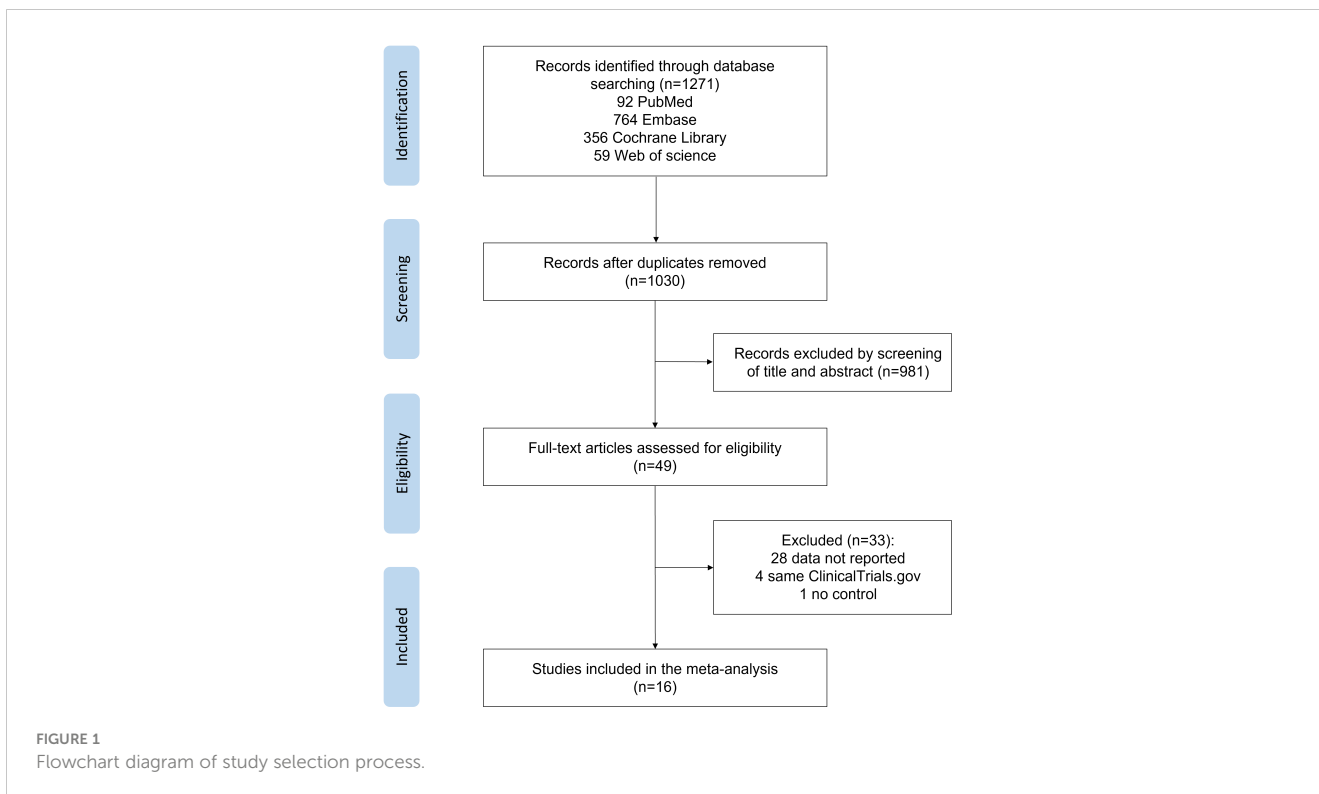 Identification
Records identified through database
searching (n=1271)
92 PubMed
764 Embase
356 Cochrane Library
59 Web of science
Screening
Records after duplicates removed
(n=1030)
Records excluded by screening
of title and abstract (n=981)
Eligibility
Full-text articles assessed for eligibility
(n=49)
Excluded (n=33):
28 data not reported
4 same ClinicalTrials.gov
1 no control
Included
Studies included in the meta-analysis
(n=16)
FIGURE 1
Flowchart diagram of study selection process.